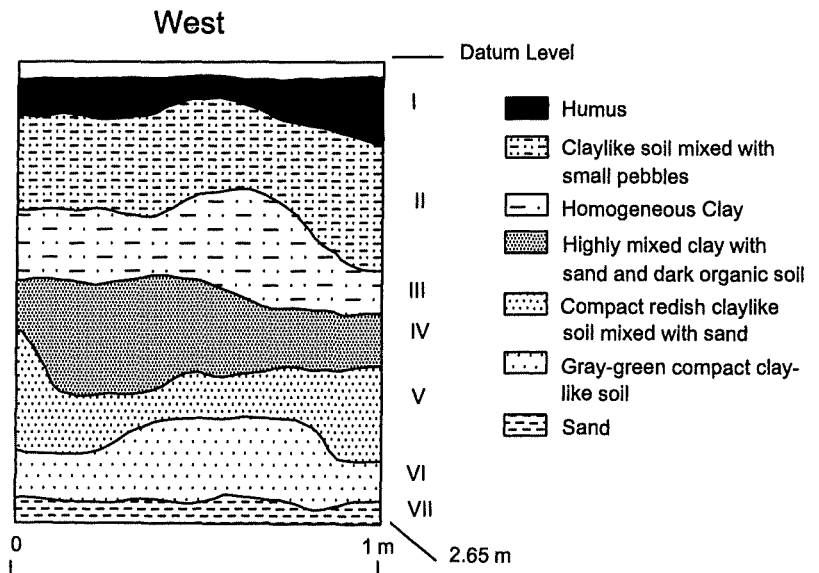 West
Datum Level
I
II
III
IV
V
VI
VII
Humus
Claylike soil mixed with
small pebbles
Homogeneous Clay
Highly mixed clay with
sand and dark organic soil
Compact redish claylike
soil mixed with sand
Gray-green compact clay-
like soil
Sand
0
1 m
2.65 m